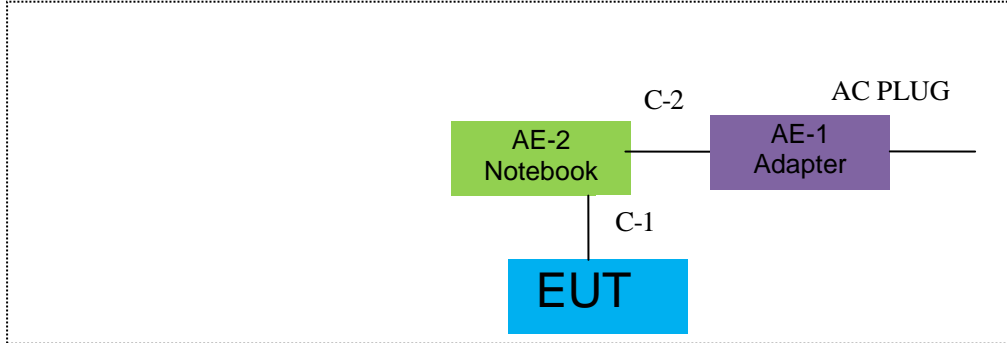 AC PLUG
C-2
AE-2
Notebook
AE-1
Adapter
C-1
EUT